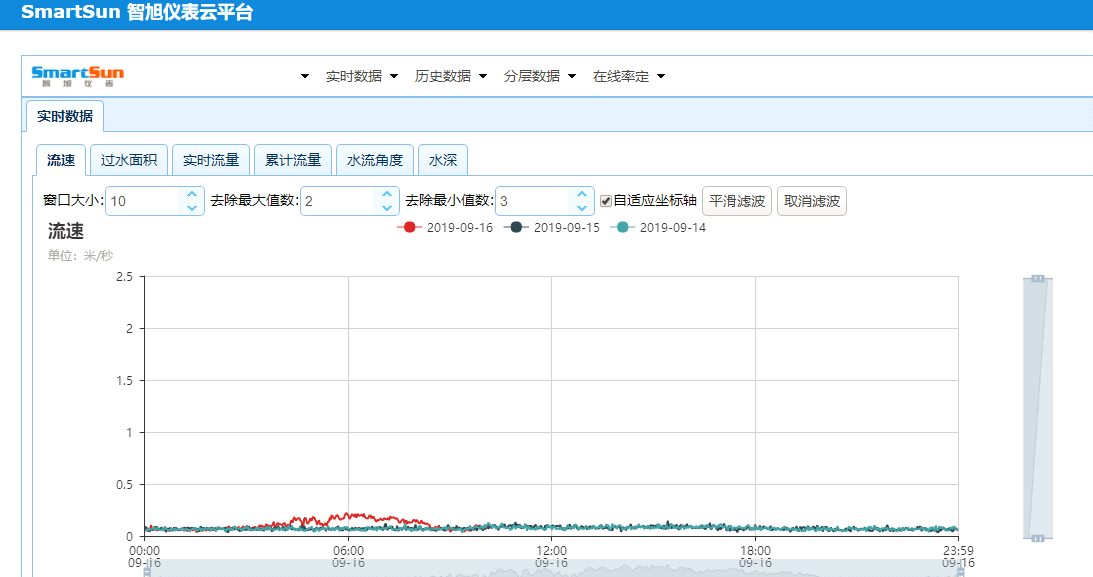 SmartSun 智旭仪表云平台
SmartSun
智旭仪表
实时数据 历史数据 分层数据 在线率定
实时数据
流速 过水面积 实时流量 累计流量 水流角度 水深
窗口大小: 10 去除最大值数: 2 去除最小值数: 3 自适应坐标轴 平滑滤波 取消滤波
流速
2019-09-16 2019-09-15 2019-09-14
单位：米/秒
2.5
2
1.5
1
0.5
0
00:00 06:00 12:00 18:00 23:59
09-16 09-16 09-16 09-16 09-16